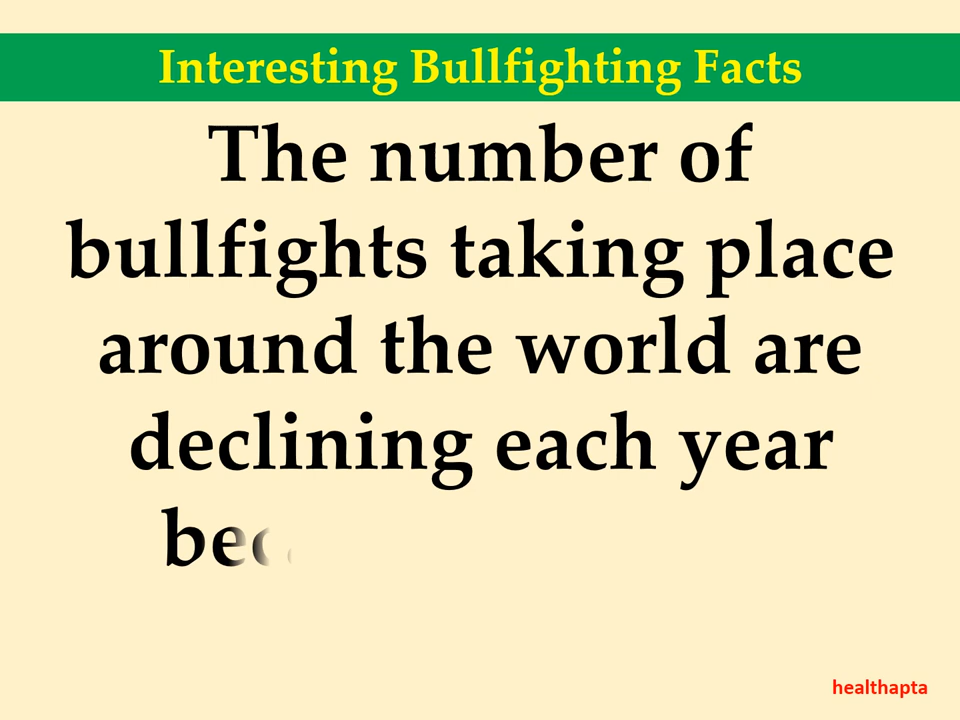 Interesting Bullfighting Facts
The number of
bullfights taking place
around the world are
declining each year
healthapta